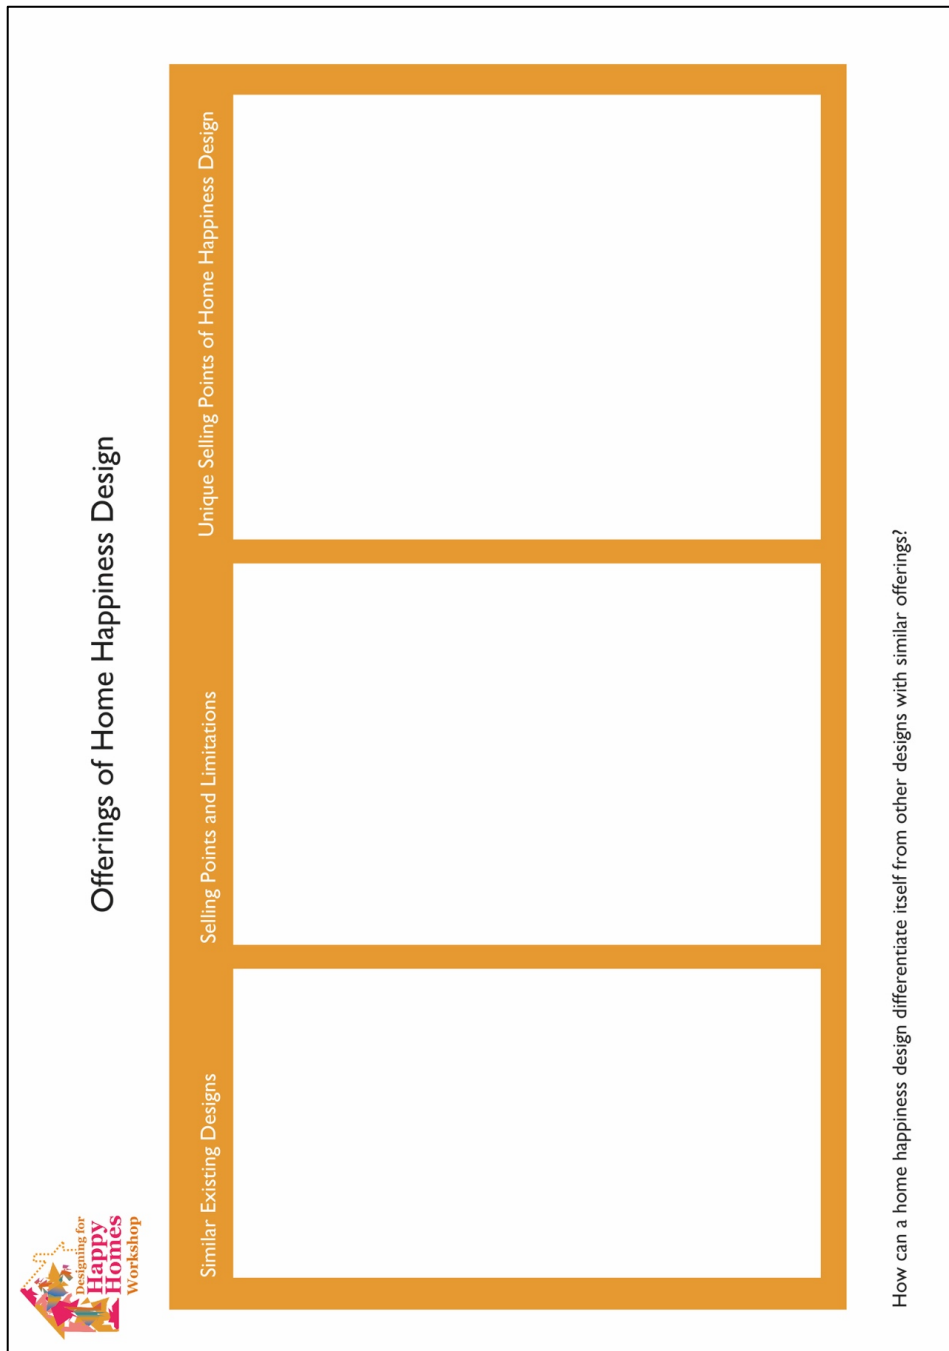 Designing for
Happy
Homes
Workshop
Offerings of Home Happiness Design
Similar Existing Designs
Selling Points and Limitations
Unique Selling Points of Home Happiness Design
How can a home happiness design differentiate itself from other designs with similar offerings?